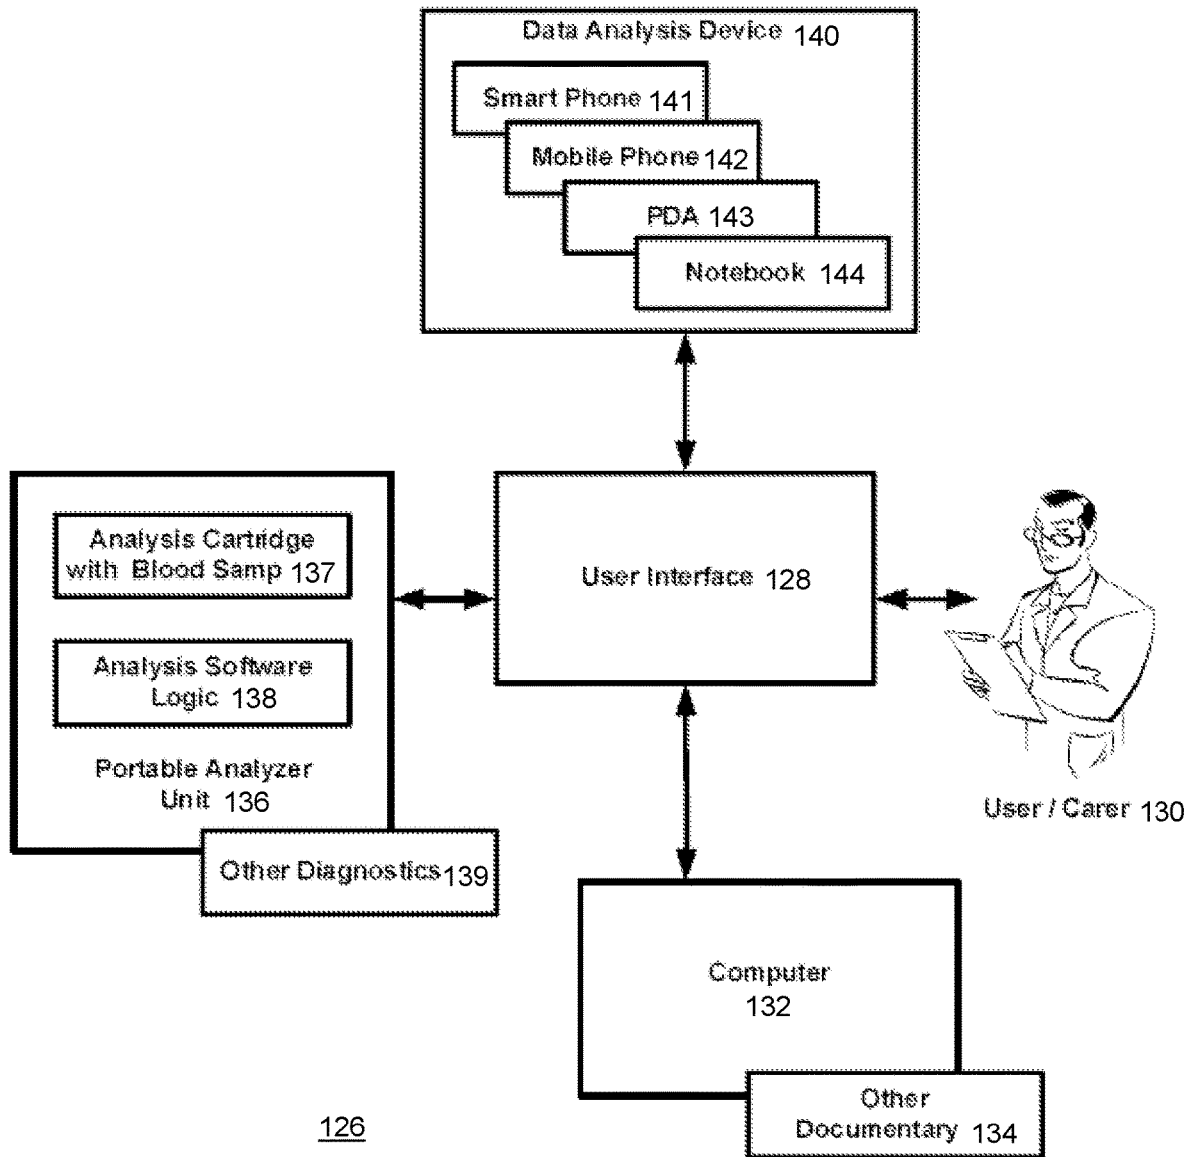 Data Analysis Device 140
Smart Phone 141
Mobile Phone 142
PDA 143
Notebook 144
Analysis Cartridge
with Blood Samp 137
Analysis Software
Logic 138
Portable Analyzer
Unit 136
Other Diagnostics 139
User Interface 128
User / Carer 130
Computer
132
Other
Documentary 134
126